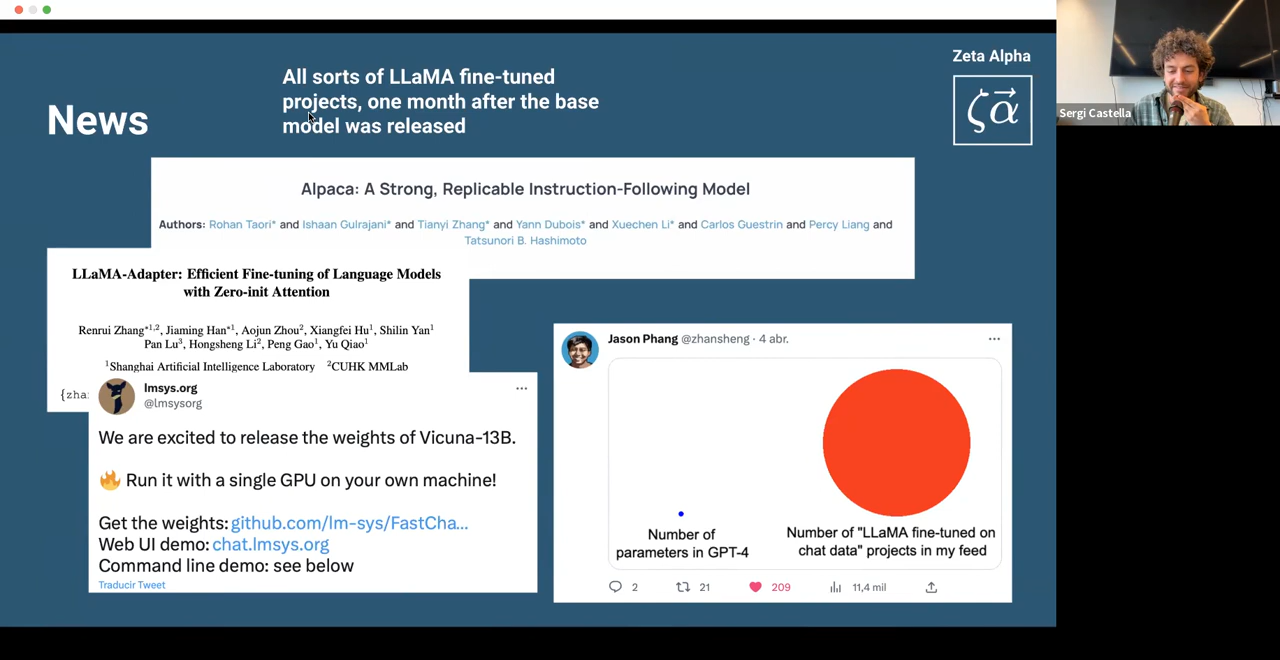 News
All sorts of LLaMA fine-tuned
projects, one month after the base
model was released
Zeta Alpha
ζα
Sergi Castella
Alpaca: A Strong, Replicable Instruction-Following Model
Authors: Rohan Taori* and Ishaan Gulrajani* and Tianyi Zhang* and Yann Dubois* and Xuechen Li* and Carlos Guestrin and Percy Liang and
Tatsunori B. Hashimoto
LLaMA-Adapter: Efficient Fine-tuning of Language Models
with Zero-init Attention
Renrui Zhang*1,2, Jiaming Han*1, Aojun Zhou2, Xiangfei Hu1, Shilin Yan1
Pan Lu3, Hongsheng Li2, Peng Gao1, Yu Qiao1
1Shanghai Artificial Intelligence Laboratory 2CUHK MMLab
{zha
lmsys.org
@lmsysorg
We are excited to release the weights of Vicuna-13B.
🔥 Run it with a single GPU on your own machine!
Get the weights: github.com/lm-sys/FastCha...
Web UI demo: chat.lmsys.org
Command line demo: see below
Traducir Tweet
Jason Phang @zhansheng · 4 abr.
Number of
parameters in GPT-4
Number of "LLaMA fine-tuned on
chat data" projects in my feed
2 21 209 11,4 mil